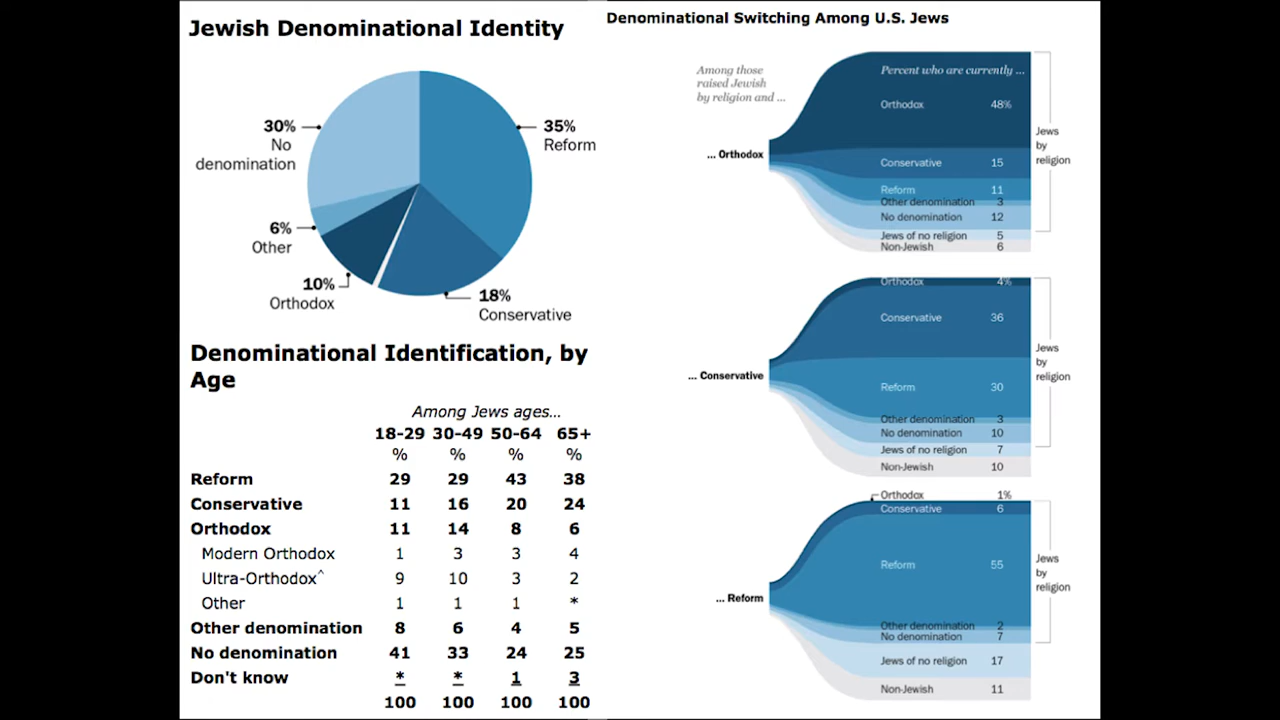 Jewish Denominational Identity
30%
No
denomination
35%
Reform
6%
Other
10%
Orthodox
18%
Conservative
Denominational Identification, by
Age
Among Jews ages...
18-29 30-49 50-64 65+
% % % %
Reform 29 29 43 38
Conservative 11 16 20 24
Orthodox 11 14 8 6
Modern Orthodox 1 3 3 4
Ultra-Orthodox^ 9 10 3 2
Other 1 1 1 *
Other denomination 8 6 4 5
No denomination 41 33 24 25
Don't know * * 1 3
100 100 100 100
Denominational Switching Among U.S. Jews
Among those
raised Jewish
by religion and ...
Percent who are currently ...
... Orthodox
Orthodox 48%
Conservative 15
Reform 11
Other denomination 3
No denomination 12
Jews of no religion 5
Non-Jewish 6
Jews
by
religion
... Conservative
Orthodox 4%
Conservative 36
Reform 30
Other denomination 3
No denomination 10
Jews of no religion 7
Non-Jewish 10
Jews
by
religion
... Reform
Orthodox 1%
Conservative 6
Reform 55
Other denomination 2
No denomination 7
Jews of no religion 17
Non-Jewish 11
Jews
by
religion